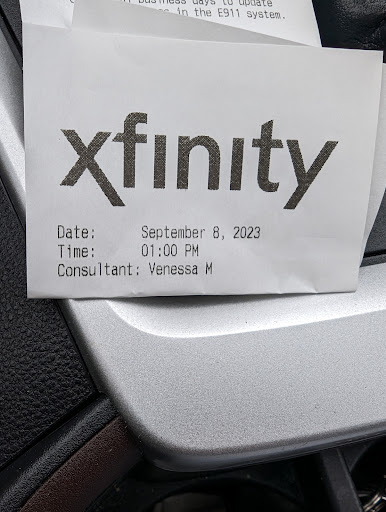 business days to update
in the E911 system.
xfinity
Date: September 8, 2023
Time: 01:00 PM
Consultant: Venessa M